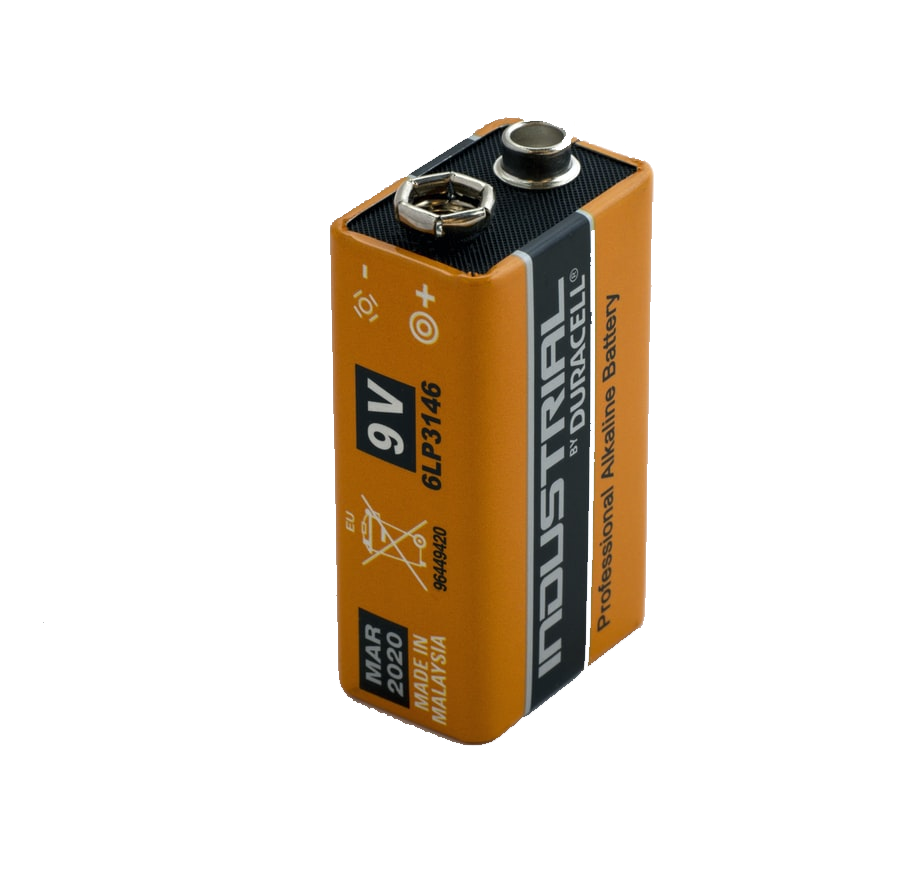 -
+
9V
6LP3146
EU
96449420
MAR
2020
MADE IN
MALAYSIA
INDUSTRIAL
BY DURACELL®
Professional Alkaline Battery